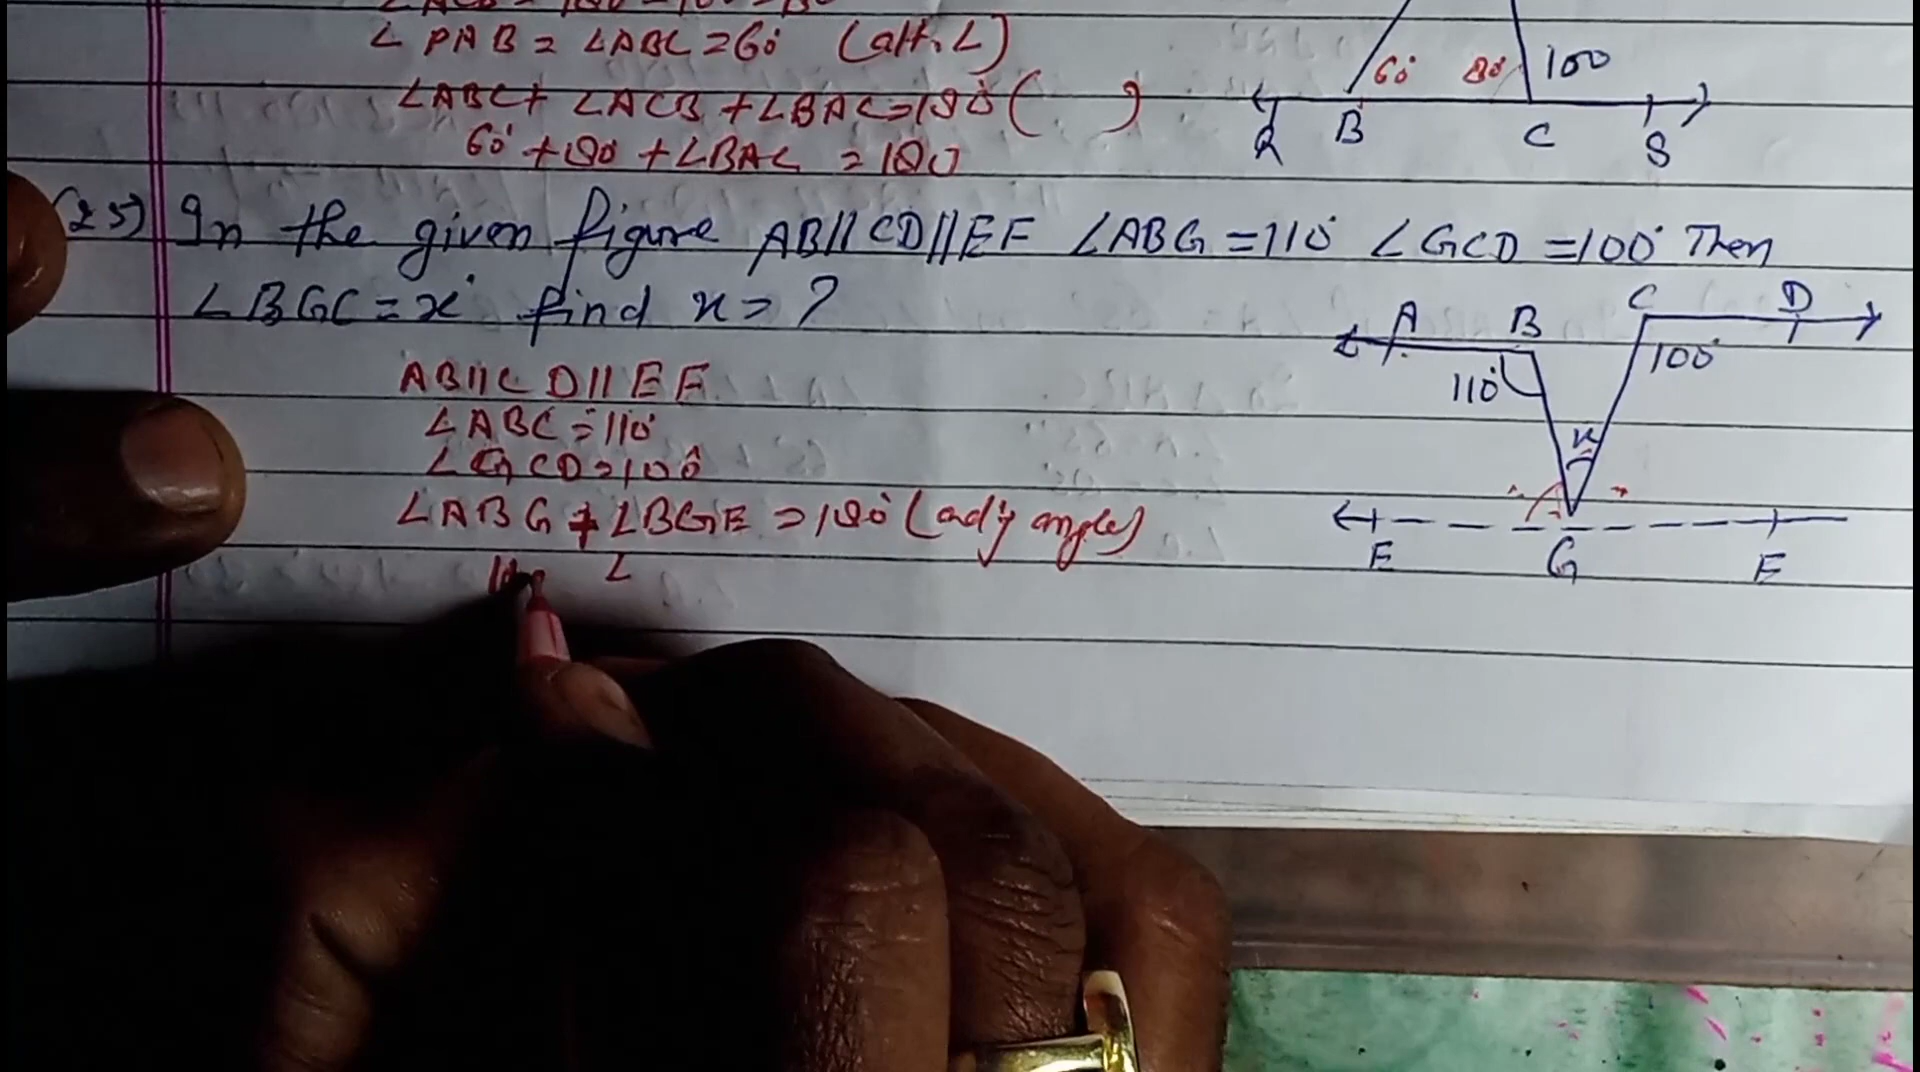 ∠PAB = ∠ABC = 60° (alt. ∠)
∠ABC + ∠ACB + ∠BAC = 180° ( )
60° + 80° + ∠BAC = 180
60° 80° 100
R B C S
(25) In the given figure AB∥CD∥EF ∠ABG = 110° ∠GCD = 100° Then
∠BGC = x° find x = ?
AB∥CD∥EF
∠ABC = 110°
∠GCD = 100°
∠ABG + ∠BGE = 180° (adj angles)
∠
A B C D
110° 100°
x
E G F